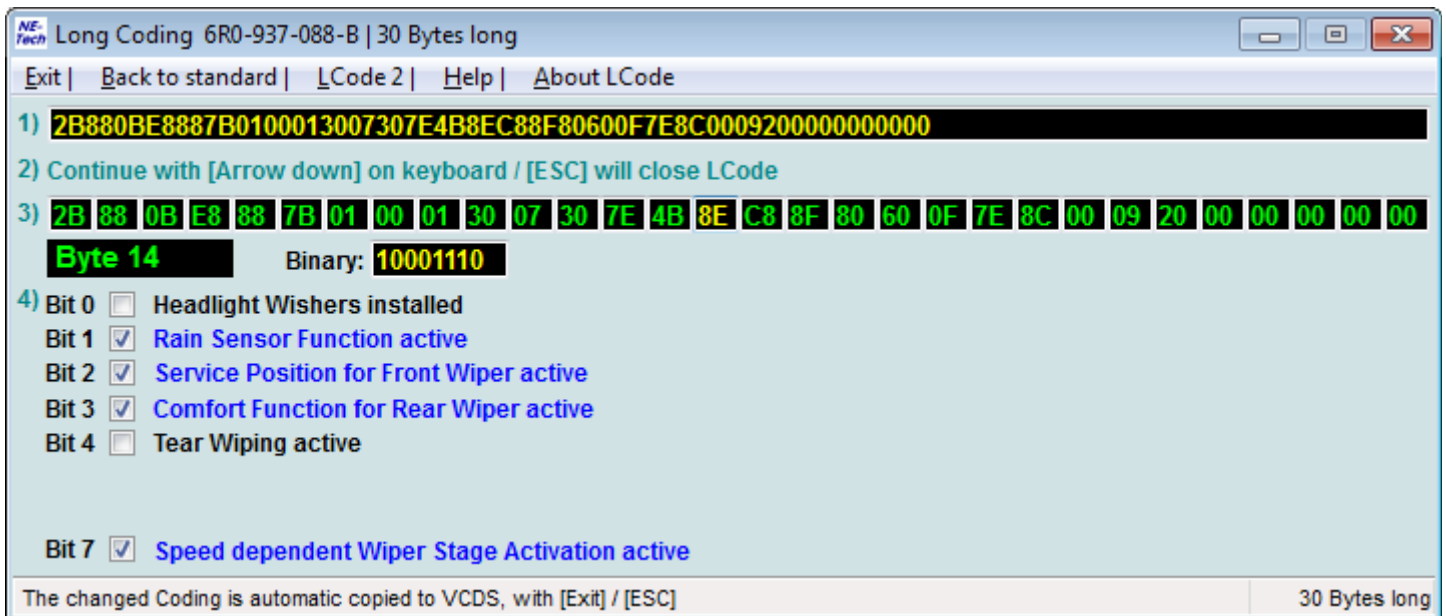 NE-Tech Long Coding 6R0-937-088-B | 30 Bytes long
Exit | Back to standard | LCode 2 | Help | About LCode
1) 2B880BE8887B0100013007307E4B8EC88F80600F7E8C0009200000000000
2) Continue with [Arrow down] on keyboard / [ESC] will close LCode
3) 2B 88 0B E8 88 7B 01 00 01 30 07 30 7E 4B 8E C8 8F 80 60 0F 7E 8C 00 09 20 00 00 00 00 00
Byte 14 Binary: 10001110
4) Bit 0 Headlight Wishers installed
Bit 1 Rain Sensor Function active
Bit 2 Service Position for Front Wiper active
Bit 3 Comfort Function for Rear Wiper active
Bit 4 Tear Wiping active
Bit 7 Speed dependent Wiper Stage Activation active
The changed Coding is automatic copied to VCDS, with [Exit] / [ESC] 30 Bytes long